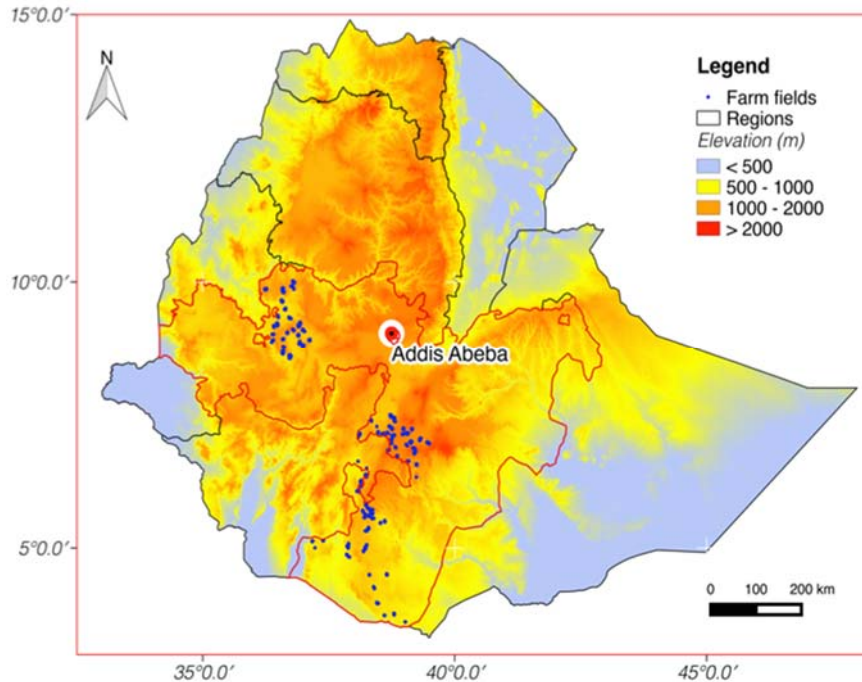 15°0.0′
N
Legend
Farm fields
Regions
Elevation (m)
< 500
500 - 1000
1000 - 2000
> 2000
10°0.0′
Addis Abeba
5°0.0′
0 100 200 km
35°0.0′ 40°0.0′ 45°0.0′